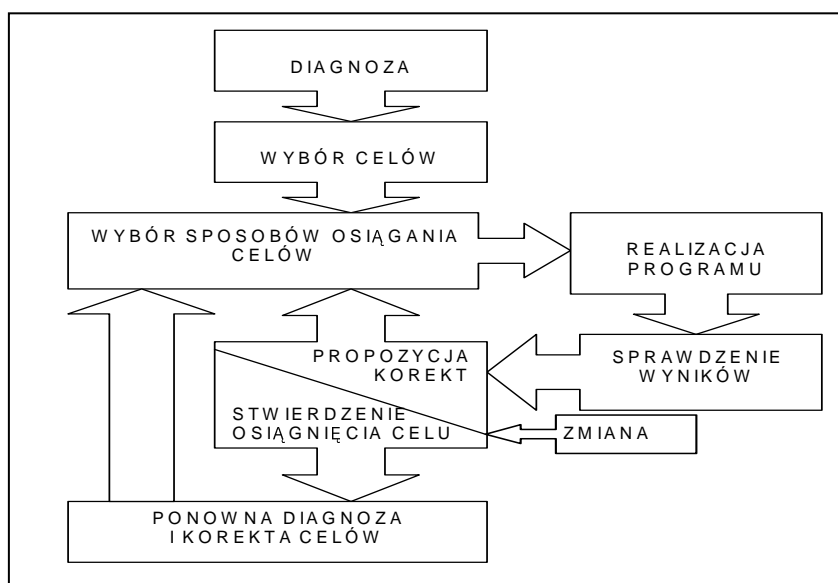 DIAGNOZA
WYBÓR CELÓW
WYBÓR SPOSOBÓW OSIĄGANIA
CELÓW
REALIZACJA
PROGRAMU
PROPOZYCJA
KOREKT
SPRAWDZENIE
WYNIKÓW
STWIERDZENIE
OSIĄGNIĘCIA CELU
ZMIANA
PONOWNA DIAGNOZA
I KOREKTA CELÓW